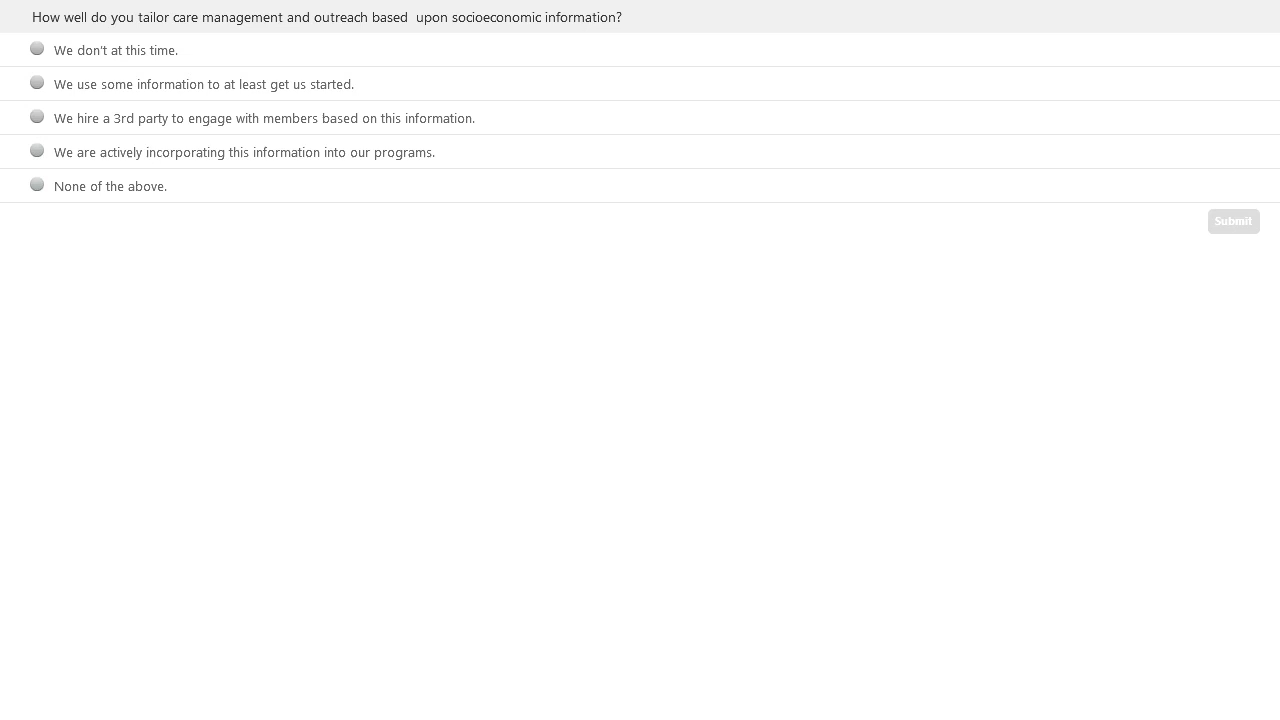 How well do you tailor care management and outreach based  upon socioeconomic information?
We don't at this time.
We use some information to at least get us started.
We hire a 3rd party to engage with members based on this information.
We are actively incorporating this information into our programs.
None of the above.
Submit